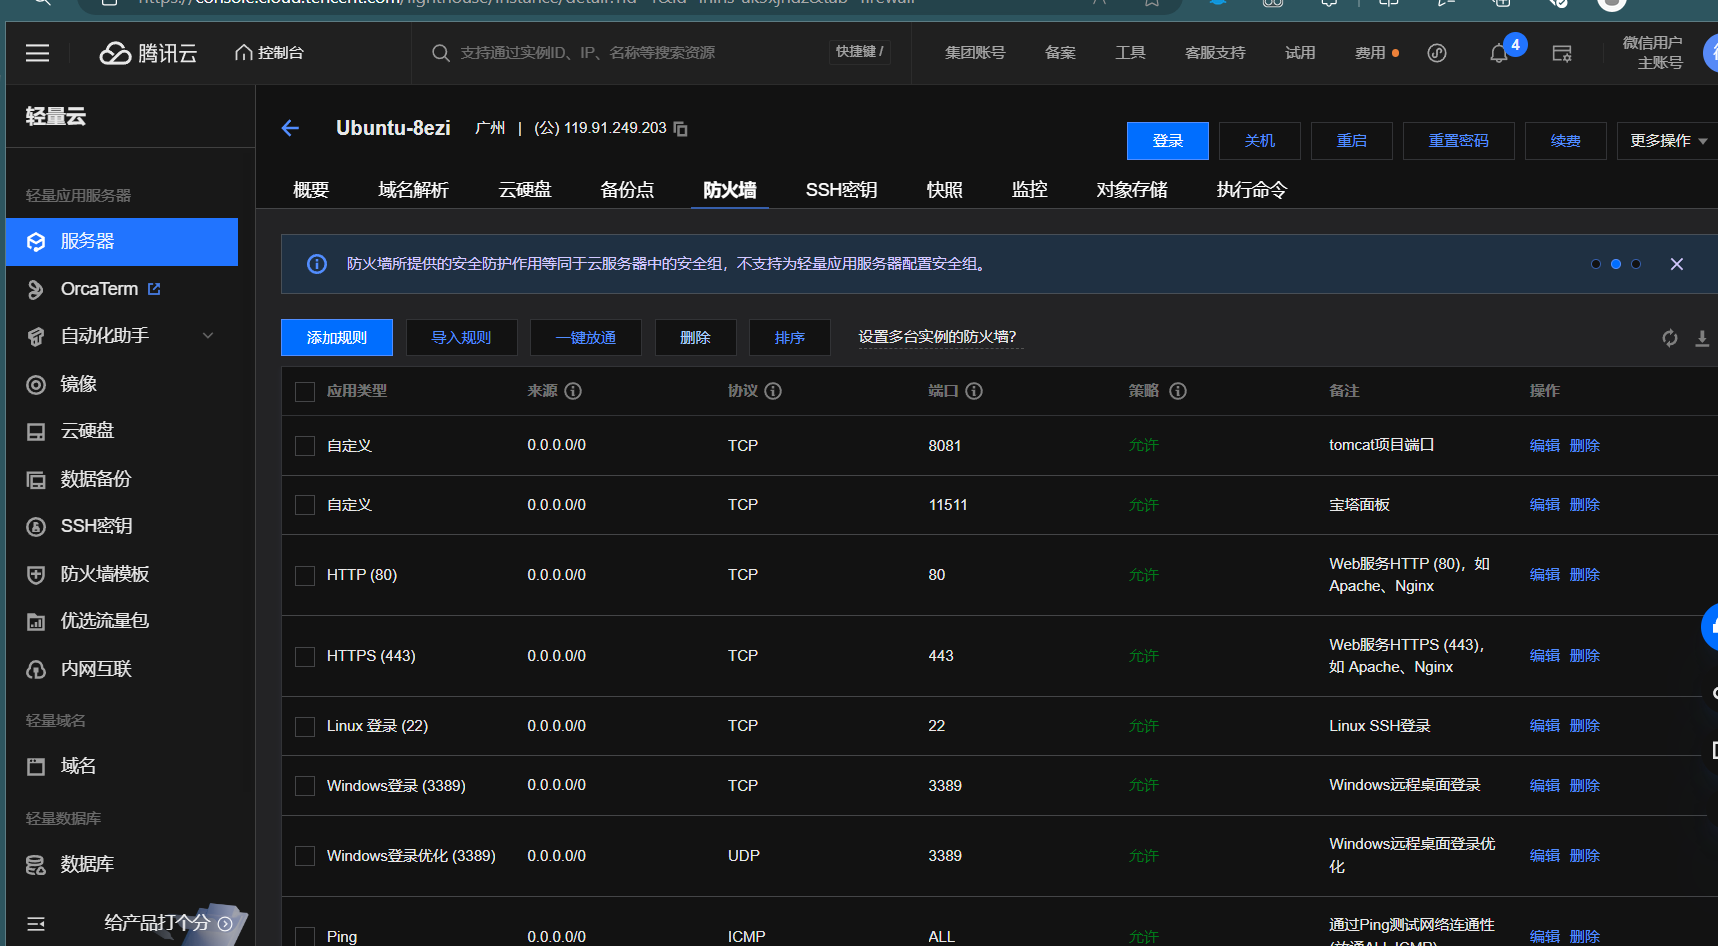 腾讯云
控制台
支持通过实例ID、IP、名称等搜索资源
快捷键 /
集团账号
备案
工具
客服支持
试用
费用
4
微信用户
主账号
轻量云
轻量应用服务器
服务器
OrcaTerm
自动化助手
镜像
云硬盘
数据备份
SSH密钥
防火墙模板
优选流量包
内网互联
轻量域名
域名
轻量数据库
数据库
给产品打个分
Ubuntu-8ezi 广州 | (公) 119.91.249.203
登录 关机 重启 重置密码 续费 更多操作
概要 域名解析 云硬盘 备份点 防火墙 SSH密钥 快照 监控 对象存储 执行命令
防火墙所提供的安全防护作用等同于云服务器中的安全组，不支持为轻量应用服务器配置安全组。
添加规则 导入规则 一键放通 删除 排序 设置多台实例的防火墙?
应用类型 来源 协议 端口 策略 备注 操作
自定义 0.0.0.0/0 TCP 8081 允许 tomcat项目端口 编辑 删除
自定义 0.0.0.0/0 TCP 11511 允许 宝塔面板 编辑 删除
HTTP (80) 0.0.0.0/0 TCP 80 允许 Web服务HTTP (80)，如
Apache、Nginx 编辑 删除
HTTPS (443) 0.0.0.0/0 TCP 443 允许 Web服务HTTPS (443)，
如 Apache、Nginx 编辑 删除
Linux 登录 (22) 0.0.0.0/0 TCP 22 允许 Linux SSH登录 编辑 删除
Windows登录 (3389) 0.0.0.0/0 TCP 3389 允许 Windows远程桌面登录 编辑 删除
Windows登录优化 (3389) 0.0.0.0/0 UDP 3389 允许 Windows远程桌面登录优
化 编辑 删除
Ping 0.0.0.0/0 ICMP ALL 允许 通过Ping测试网络连通性
(放通ALL ICMP) 编辑 删除